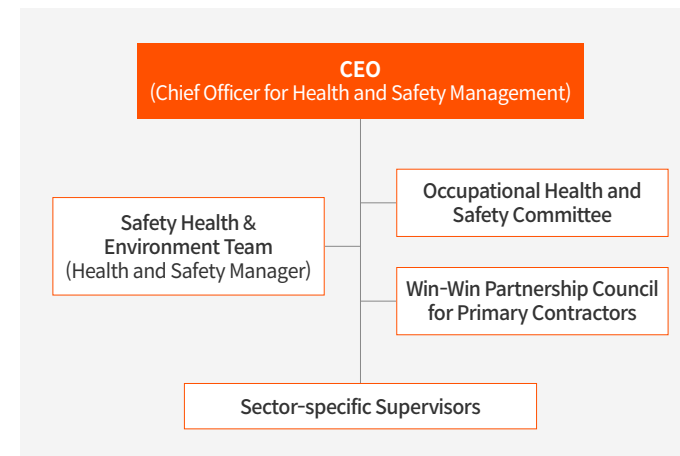 CEO
(Chief Officer for Health and Safety Management)
Safety Health &
Environment Team
(Health and Safety Manager)
Occupational Health and
Safety Committee
Win-Win Partnership Council
for Primary Contractors
Sector-specific Supervisors